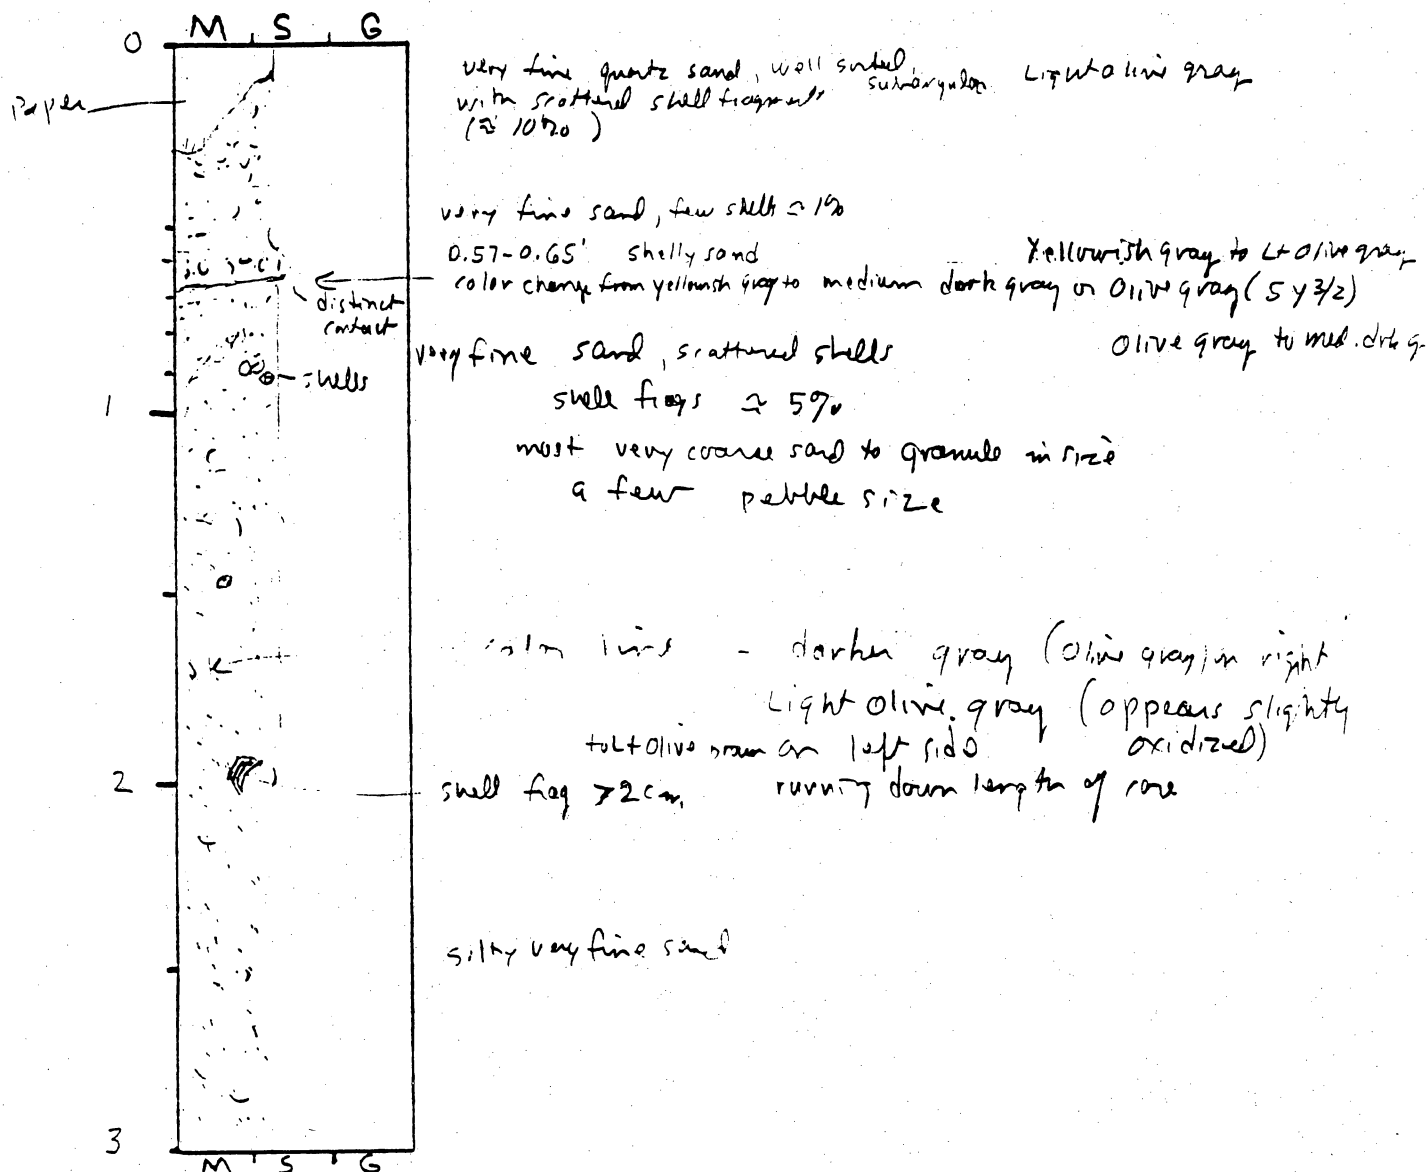 M S G
0
very fine quartz sand, well sorted, subangular Light olive gray
Paper
with scattered shell fragments
(≈ 10%)
very fine sand, few shells ≈ 1%
0.57-0.65' shelly sand Yellowish gray to Lt olive gray
color change from yellowish gray to medium dark gray or Olive gray (5 y 3/2)
distinct
contact
very fine sand, scattered shells Olive gray to med. drk g
shells
shell frags ≈ 5%
1
most very coarse sand to granule in size
a few pebble size
color line - darker gray (Olive gray) on right
Light Olive gray (appears slightly
to Lt Olive brown on left side oxidized)
2
shell frag >2cm running down length of core
silty very fine sand
3
M S G